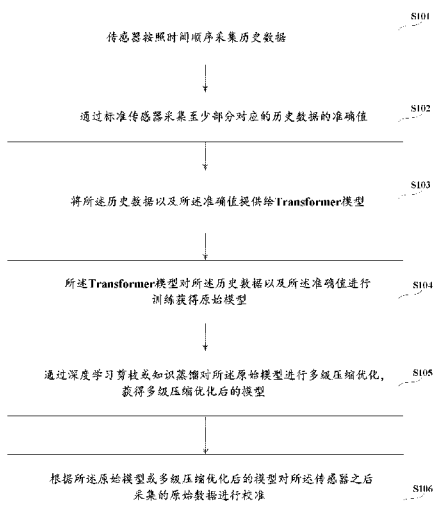 S101
传感器按照时间顺序采集历史数据
S102
通过标准传感器采集至少部分对应的历史数据的准确值
S103
将所述历史数据以及所述准确值提供给Transformer模型
S104
所述Transformer模型对所述历史数据以及所述准确值进行
训练获得原始模型
S105
通过深度学习剪枝或知识蒸馏对所述原始模型进行多级压缩优化,
获得多级压缩优化后的模型
S106
根据所述原始模型或多级压缩优化后的模型对所述传感器之后
采集的原始数据进行校准